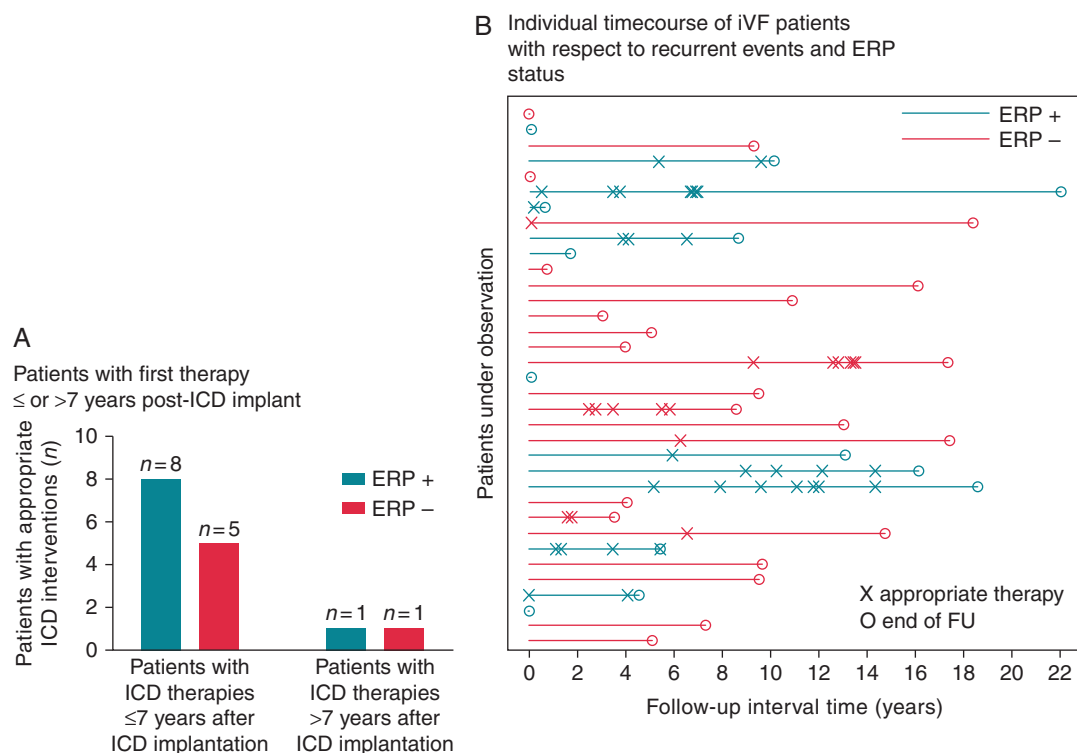 A
Patients with first therapy
≤ or >7 years post-ICD implant
Patients with appropriate
ICD interventions (n)
10
8
6
4
2
0
n=8
n=5
n=1
n=1
ERP +
ERP –
Patients with
ICD therapies
≤7 years after
ICD implantation
Patients with
ICD therapies
>7 years after
ICD implantation
B
Individual timecourse of iVF patients
with respect to recurrent events and ERP
status
Patients under observation
ERP +
ERP –
X appropriate therapy
O end of FU
0 2 4 6 8 10 12 14 16 18 20 22
Follow-up interval time (years)